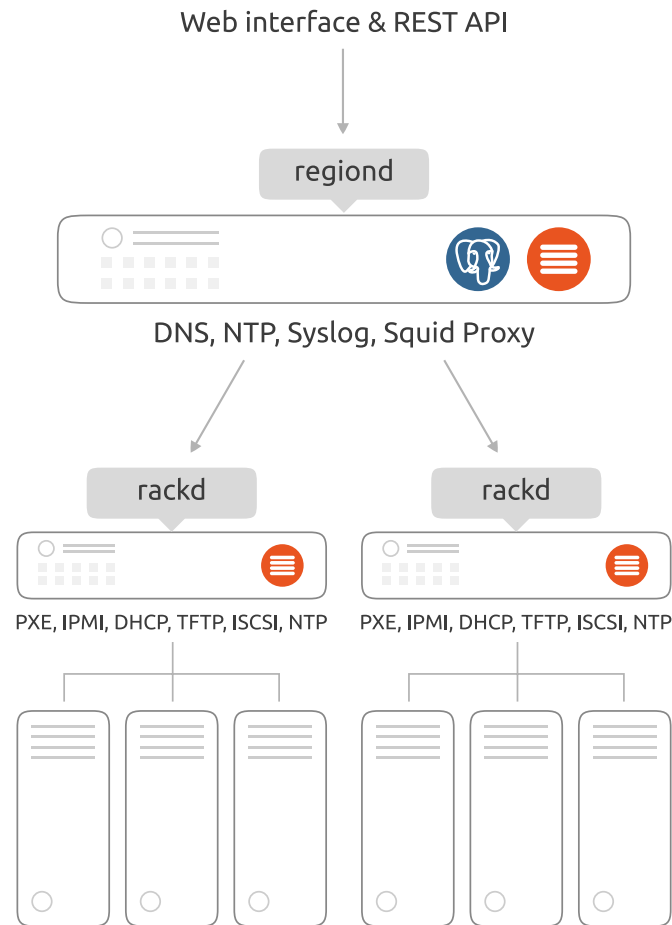 Web interface & REST API
regiond
DNS, NTP, Syslog, Squid Proxy
rackd
rackd
PXE, IPMI, DHCP, TFTP, ISCSI, NTP
PXE, IPMI, DHCP, TFTP, ISCSI, NTP